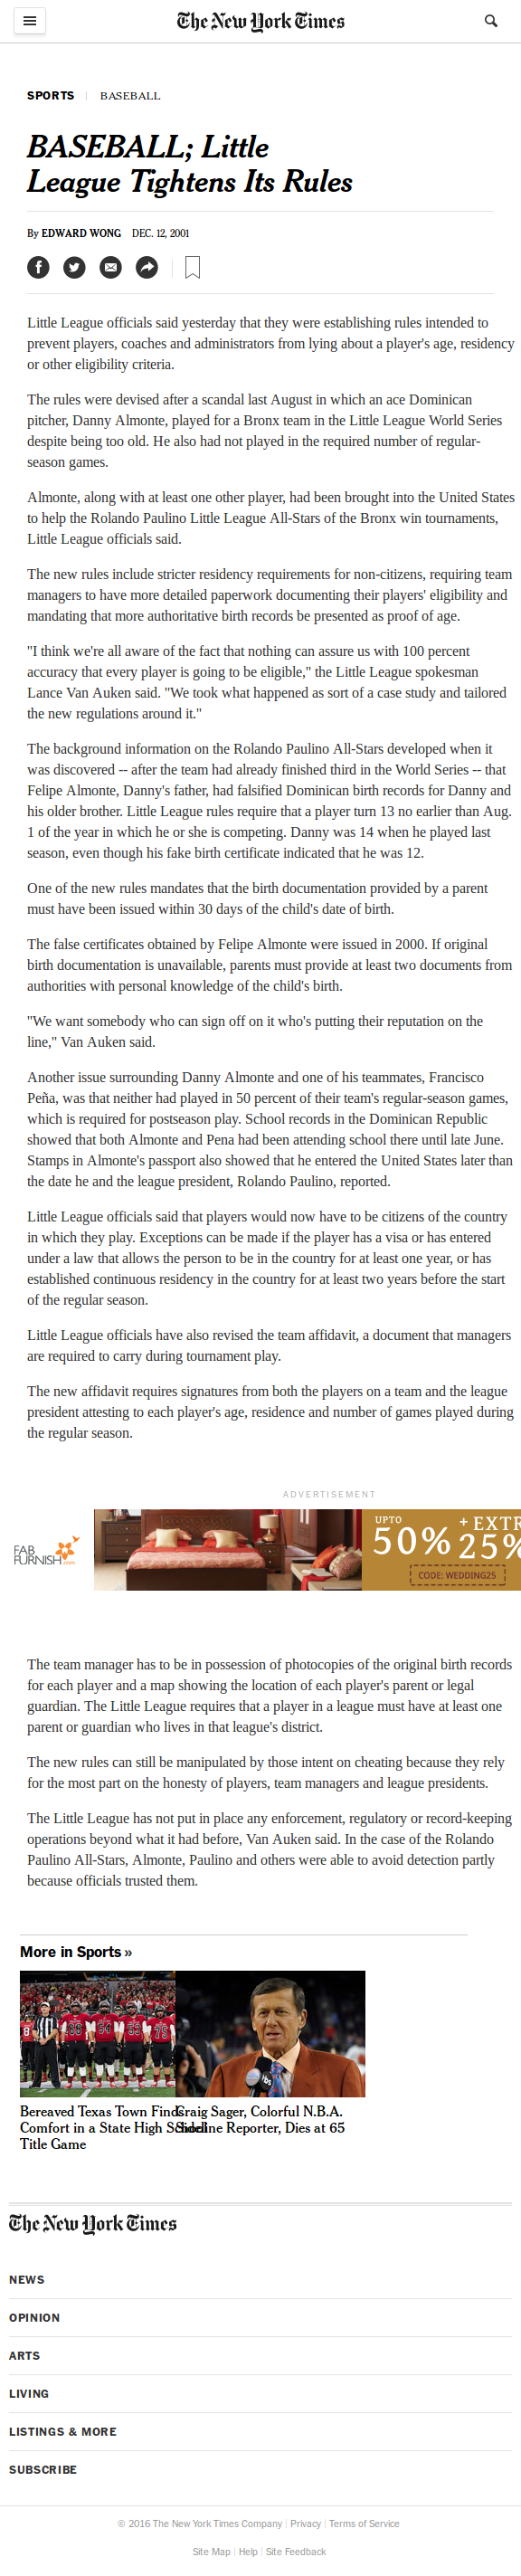 The New York Times
SPORTS | BASEBALL
BASEBALL; Little
League Tightens Its Rules
By EDWARD WONG DEC. 12, 2001
Little League officials said yesterday that they were establishing rules intended to
prevent players, coaches and administrators from lying about a player's age, residency
or other eligibility criteria.
The rules were devised after a scandal last August in which an ace Dominican
pitcher, Danny Almonte, played for a Bronx team in the Little League World Series
despite being too old. He also had not played in the required number of regular-
season games.
Almonte, along with at least one other player, had been brought into the United States
to help the Rolando Paulino Little League All-Stars of the Bronx win tournaments,
Little League officials said.
The new rules include stricter residency requirements for non-citizens, requiring team
managers to have more detailed paperwork documenting their players' eligibility and
mandating that more authoritative birth records be presented as proof of age.
"I think we're all aware of the fact that nothing can assure us with 100 percent
accuracy that every player is going to be eligible," the Little League spokesman
Lance Van Auken said. "We took what happened as sort of a case study and tailored
the new regulations around it."
The background information on the Rolando Paulino All-Stars developed when it
was discovered -- after the team had already finished third in the World Series -- that
Felipe Almonte, Danny's father, had falsified Dominican birth records for Danny and
his older brother. Little League rules require that a player turn 13 no earlier than Aug.
1 of the year in which he or she is competing. Danny was 14 when he played last
season, even though his fake birth certificate indicated that he was 12.
One of the new rules mandates that the birth documentation provided by a parent
must have been issued within 30 days of the child's date of birth.
The false certificates obtained by Felipe Almonte were issued in 2000. If original
birth documentation is unavailable, parents must provide at least two documents from
authorities with personal knowledge of the child's birth.
"We want somebody who can sign off on it who's putting their reputation on the
line," Van Auken said.
Another issue surrounding Danny Almonte and one of his teammates, Francisco
Peña, was that neither had played in 50 percent of their team's regular-season games,
which is required for postseason play. School records in the Dominican Republic
showed that both Almonte and Pena had been attending school there until late June.
Stamps in Almonte's passport also showed that he entered the United States later than
the date he and the league president, Rolando Paulino, reported.
Little League officials said that players would now have to be citizens of the country
in which they play. Exceptions can be made if the player has a visa or has entered
under a law that allows the person to be in the country for at least one year, or has
established continuous residency in the country for at least two years before the start
of the regular season.
Little League officials have also revised the team affidavit, a document that managers
are required to carry during tournament play.
The new affidavit requires signatures from both the players on a team and the league
president attesting to each player's age, residence and number of games played during
the regular season.
ADVERTISEMENT
FAB
FURNISH.com
UPTO
50% + EXTR
25%
CODE: WEDDING25
The team manager has to be in possession of photocopies of the original birth records
for each player and a map showing the location of each player's parent or legal
guardian. The Little League requires that a player in a league must have at least one
parent or guardian who lives in that league's district.
The new rules can still be manipulated by those intent on cheating because they rely
for the most part on the honesty of players, team managers and league presidents.
The Little League has not put in place any enforcement, regulatory or record-keeping
operations beyond what it had before, Van Auken said. In the case of the Rolando
Paulino All-Stars, Almonte, Paulino and others were able to avoid detection partly
because officials trusted them.
More in Sports »
Bereaved Texas Town Finds
Comfort in a State High School
Title Game
Craig Sager, Colorful N.B.A.
Sideline Reporter, Dies at 65
The New York Times
NEWS
OPINION
ARTS
LIVING
LISTINGS & MORE
SUBSCRIBE
© 2016 The New York Times Company | Privacy | Terms of Service
Site Map | Help | Site Feedback